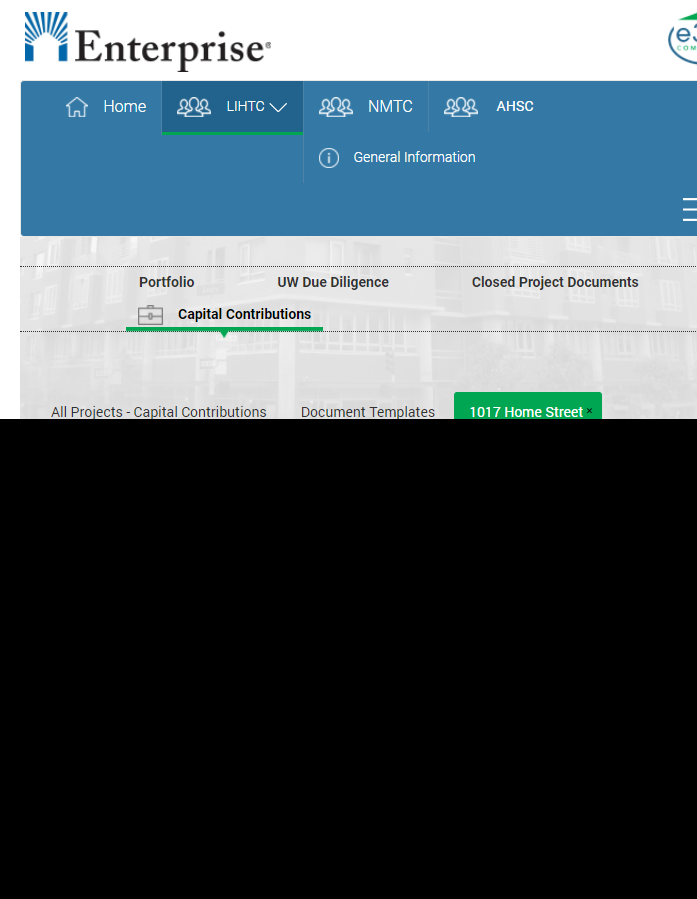 Enterprise
Home LIHTC NMTC AHSC
General Information
Portfolio UW Due Diligence Closed Project Documents
Capital Contributions
All Projects - Capital Contributions Document Templates 1017 Home Street ×